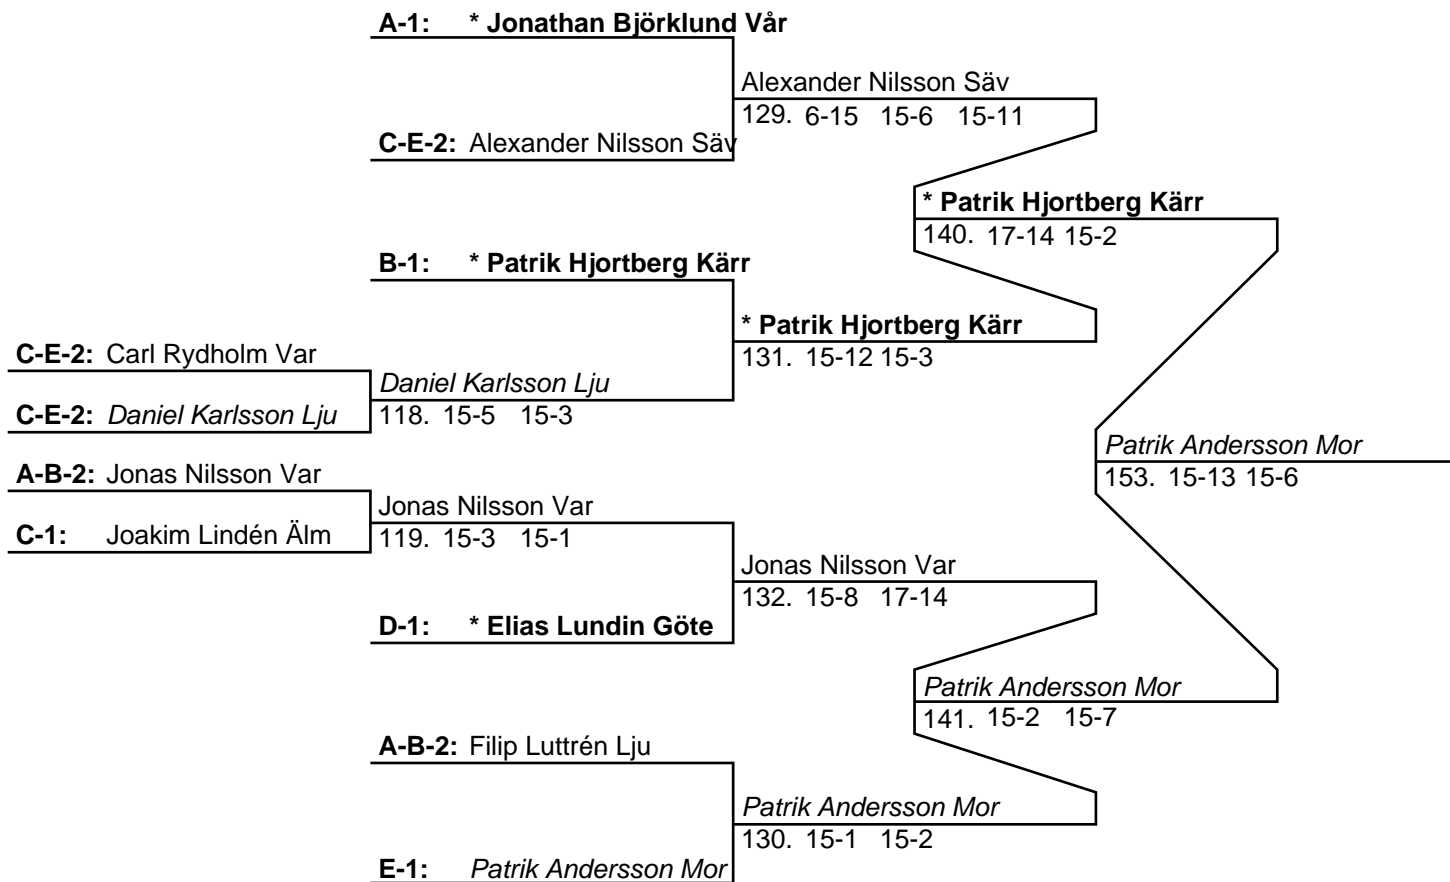 A-1: * Jonathan Björklund Vår
Alexander Nilsson Säv
129. 6-15 15-6 15-11
C-E-2: Alexander Nilsson Säv
* Patrik Hjortberg Kärr
140. 17-14 15-2
B-1: * Patrik Hjortberg Kärr
* Patrik Hjortberg Kärr
131. 15-12 15-3
C-E-2: Carl Rydholm Var
Daniel Karlsson Lju
118. 15-5 15-3
C-E-2: Daniel Karlsson Lju
Patrik Andersson Mor
153. 15-13 15-6
A-B-2: Jonas Nilsson Var
Jonas Nilsson Var
119. 15-3 15-1
C-1: Joakim Lindén Älm
Jonas Nilsson Var
132. 15-8 17-14
D-1: * Elias Lundin Göte
Patrik Andersson Mor
141. 15-2 15-7
A-B-2: Filip Luttrén Lju
Patrik Andersson Mor
130. 15-1 15-2
E-1: Patrik Andersson Mor